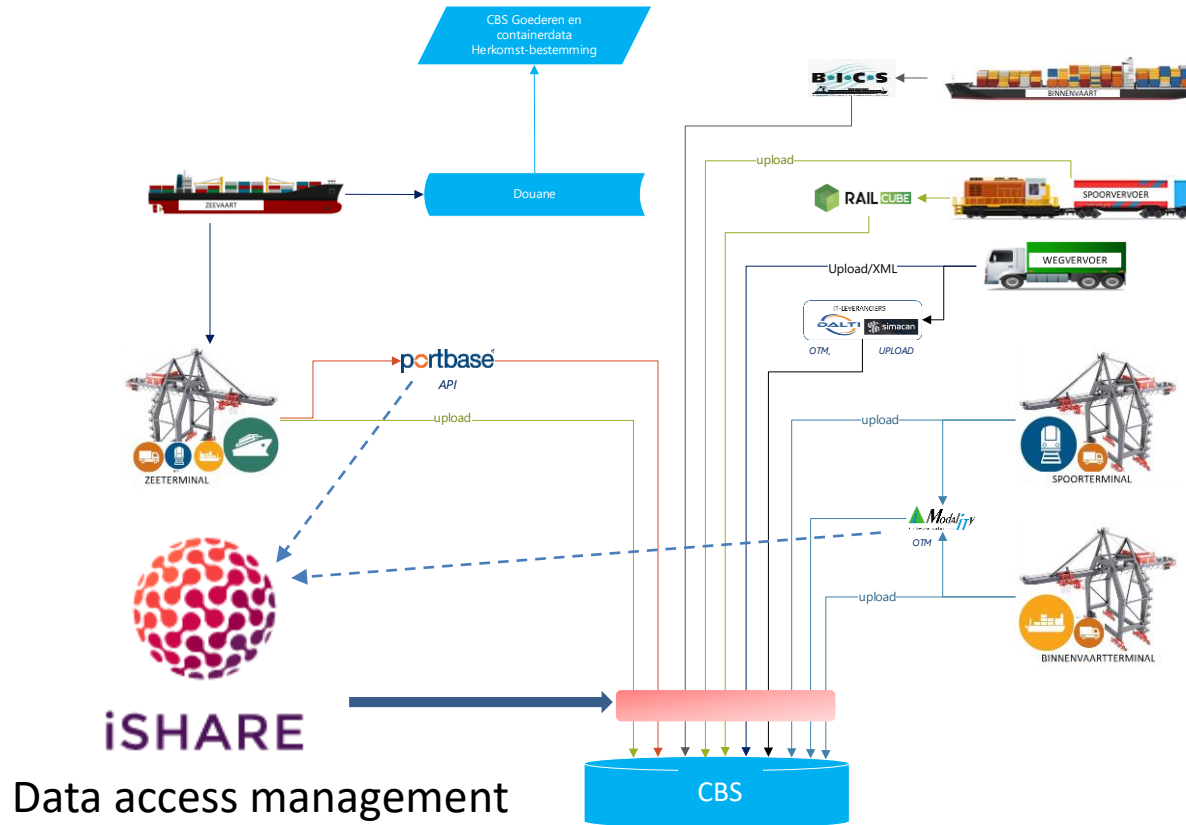 CBS Goederen en
containerdata
Herkomst-bestemming
B·I·C·S
BINNENVAART
upload
ZEEVAART
Douane
RAIL CUBE
SPOORVERVOER
WEGVERVOER
Upload/XML
IT-LEVERANCIERS
DALTI
simacan
OTM, UPLOAD
portbase
API
upload
upload
ZEETERMINAL
SPOORTERMINAL
ModalITy
OTM
upload
BINNENVAARTTERMINAL
iSHARE
Data access management
CBS